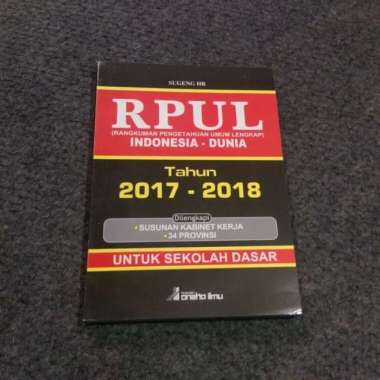 SUGENG HR
RPUL
(RANGKUMAN PENGETAHUAN UMUM LENGKAP)
INDONESIA - DUNIA
Tahun
2017 - 2018
Dilengkapi
• SUSUNAN KABINET KERJA
• 34 PROVINSI
UNTUK SEKOLAH DASAR
aneka ilmu